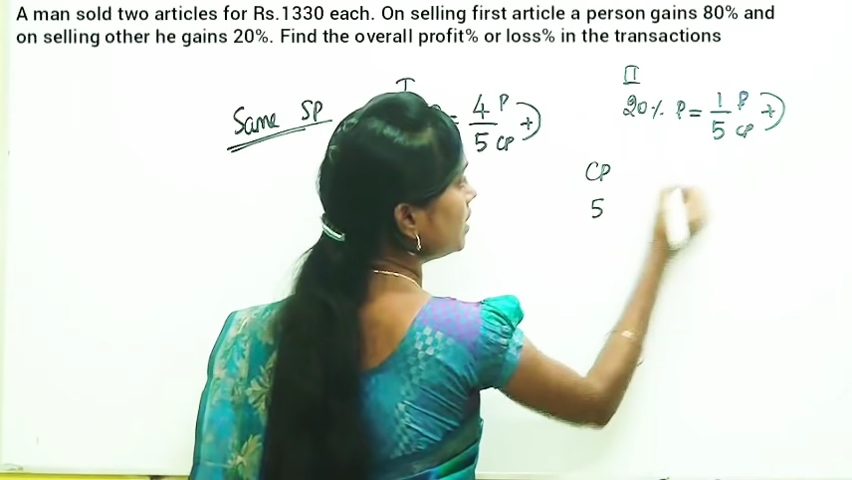 A man sold two articles for Rs.1330 each. On selling first article a person gains 80% and
on selling other he gains 20%. Find the overall profit% or loss% in the transactions
Same SP
I
= 4 P
5 CP +)
II
20% P = 1 P
5 CP +)
CP
5